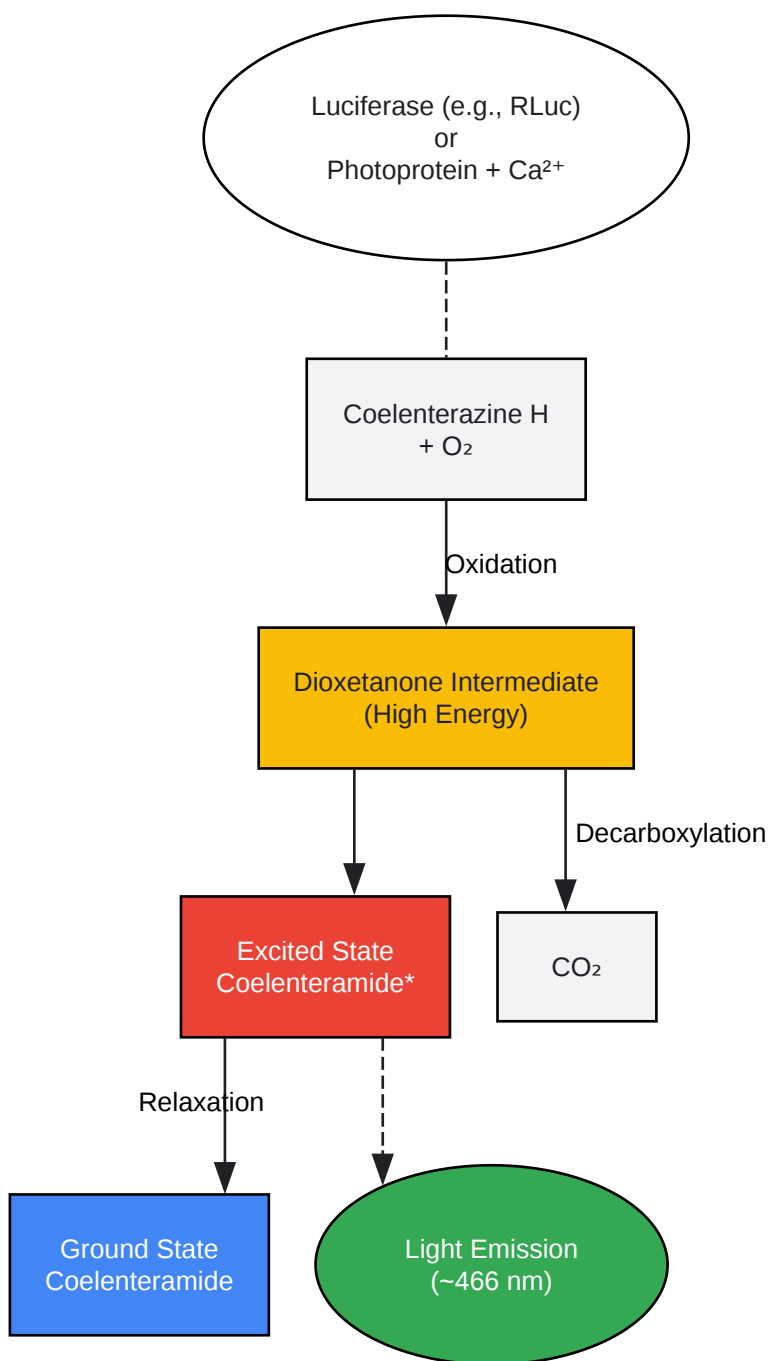 Luciferase (e.g., RLuc)
or
Photoprotein + Ca²⁺
Coelenterazine H
+ O₂
Oxidation
Dioxetanone Intermediate
(High Energy)
Decarboxylation
Excited State
Coelenteramide*
CO₂
Relaxation
Ground State
Coelenteramide
Light Emission
(~466 nm)